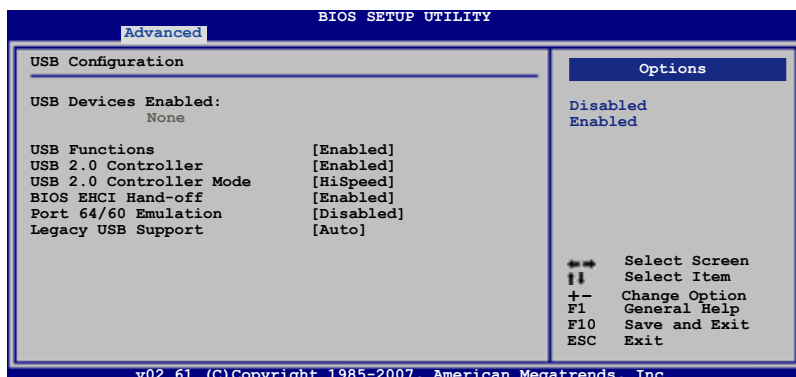 BIOS SETUP UTILITY
Advanced
USB Configuration
USB Devices Enabled:
None
USB Functions [Enabled]
USB 2.0 Controller [Enabled]
USB 2.0 Controller Mode [HiSpeed]
BIOS EHCI Hand-off [Enabled]
Port 64/60 Emulation [Disabled]
Legacy USB Support [Auto]
Options
Disabled
Enabled
←→ Select Screen
↑↓ Select Item
+- Change Option
F1 General Help
F10 Save and Exit
ESC Exit
v02.61 (C)Copyright 1985-2007, American Megatrends, Inc.